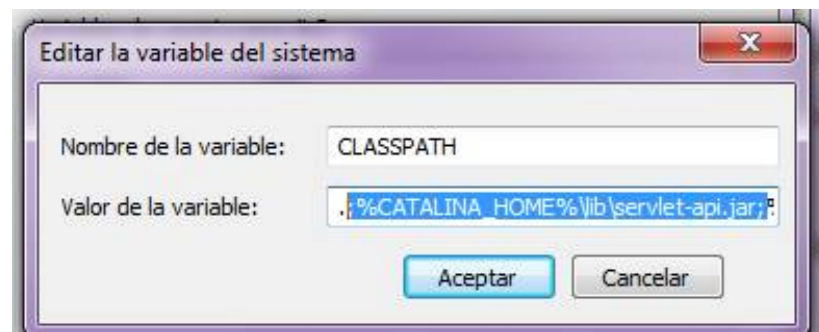 Editar la variable del sistema
Nombre de la variable: CLASSPATH
Valor de la variable: .;%CATALINA_HOME%\lib\servlet-api.jar;
Aceptar Cancelar